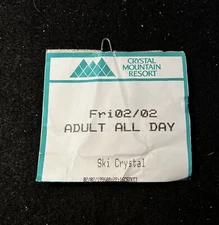 CRYSTAL
MOUNTAIN
RESORT
Fri02/02
ADULT ALL DAY
Ski Crystal